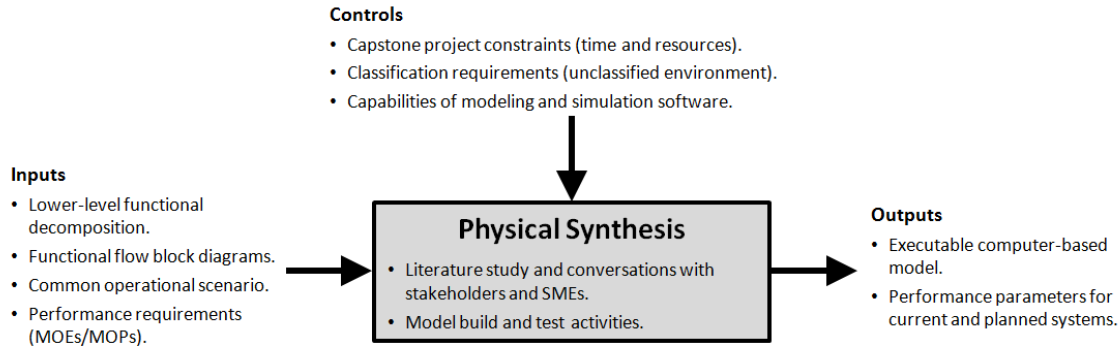 Controls
• Capstone project constraints (time and resources).
• Classification requirements (unclassified environment).
• Capabilities of modeling and simulation software.
Inputs
• Lower-level functional
decomposition.
• Functional flow block diagrams.
• Common operational scenario.
• Performance requirements
(MOEs/MOPs).
Physical Synthesis
• Literature study and conversations with
stakeholders and SMEs.
• Model build and test activities.
Outputs
• Executable computer-based
model.
• Performance parameters for
current and planned systems.